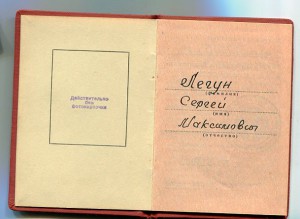 Действительно
без
фотокарточки
Легун
(фамилия)
Сергей
(имя)
Максимович
(отчество)